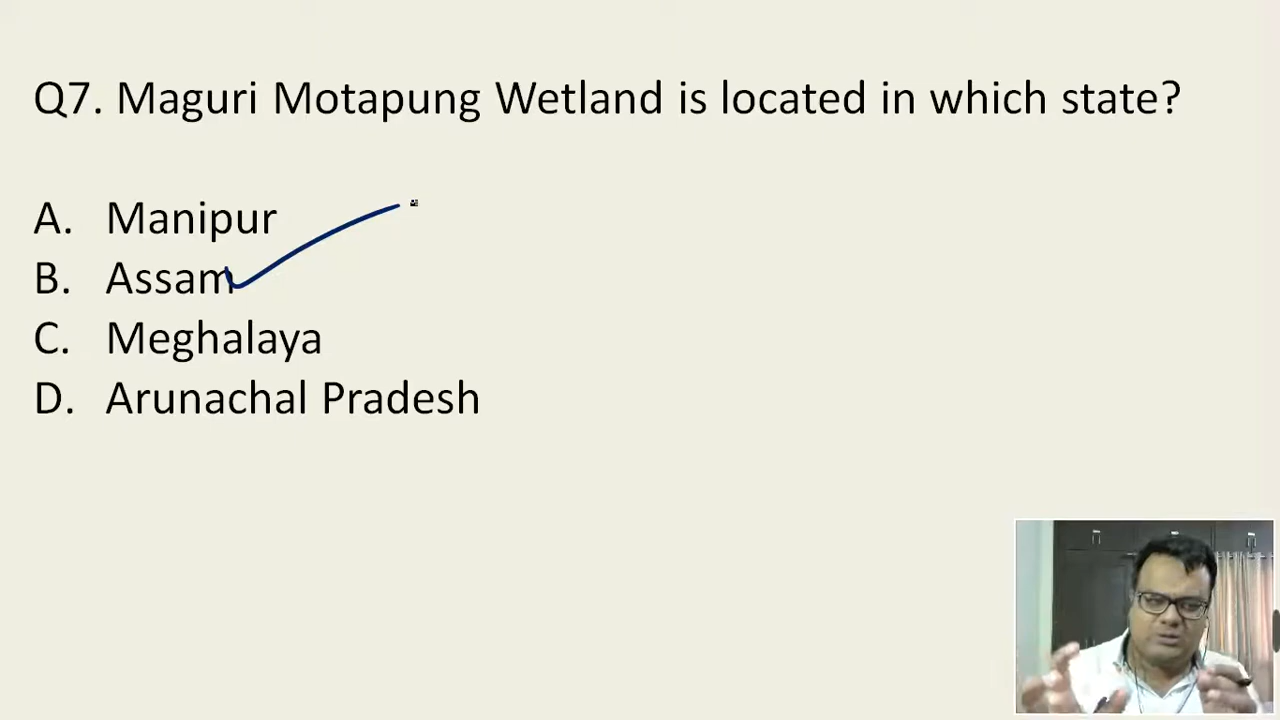 Q7. Maguri Motapung Wetland is located in which state?
A. Manipur
B. Assam
C. Meghalaya
D. Arunachal Pradesh